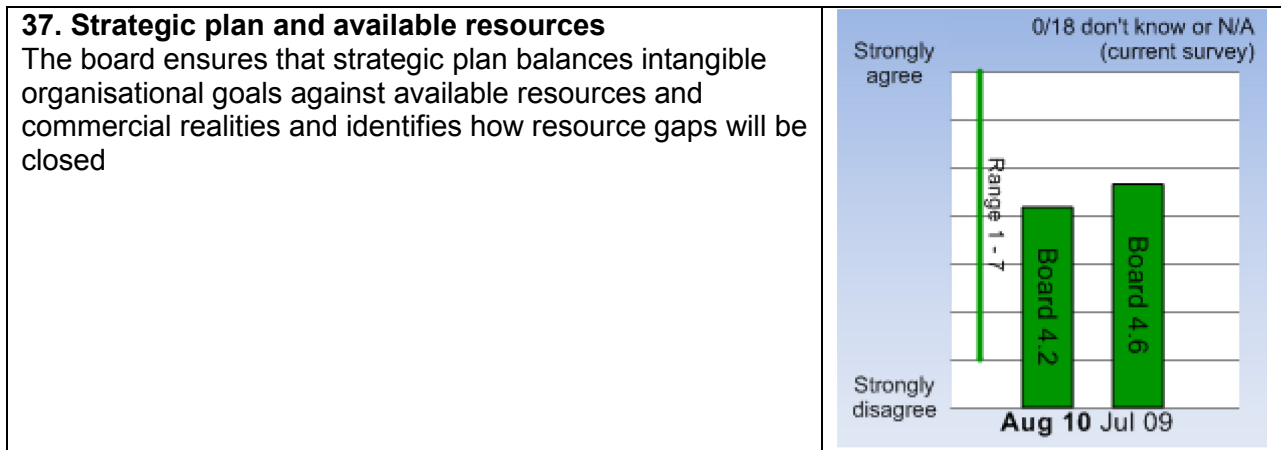 37. Strategic plan and available resources
The board ensures that strategic plan balances intangible
organisational goals against available resources and
commercial realities and identifies how resource gaps will be
closed
0/18 don't know or N/A
(current survey)
Strongly
agree
Range 1 - 7
Board 4.2
Board 4.6
Strongly
disagree
Aug 10 Jul 09